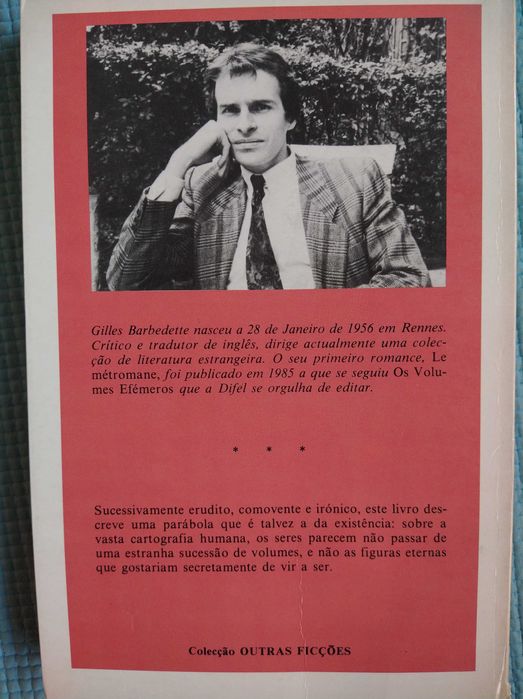 Gilles Barbedette nasceu a 28 de Janeiro de 1956 em Rennes.
Crítico e tradutor de inglês, dirige actualmente uma colec-
ção de literatura estrangeira. O seu primeiro romance, Le
métromane, foi publicado em 1985 a que se seguiu Os Volu-
mes Efémeros que a Difel se orgulha de editar.
* * *
Sucessivamente erudito, comovente e irónico, este livro des-
creve uma parábola que é talvez a da existência: sobre a
vasta cartografia humana, os seres parecem não passar de
uma estranha sucessão de volumes, e não as figuras eternas
que gostariam secretamente de vir a ser.
Colecção OUTRAS FICÇÕES